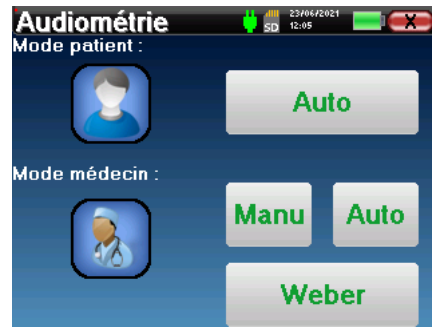 Audiométrie
SD
23/06/2021
12:05
X
Mode patient :
Auto
Mode médecin :
Manu
Auto
Weber